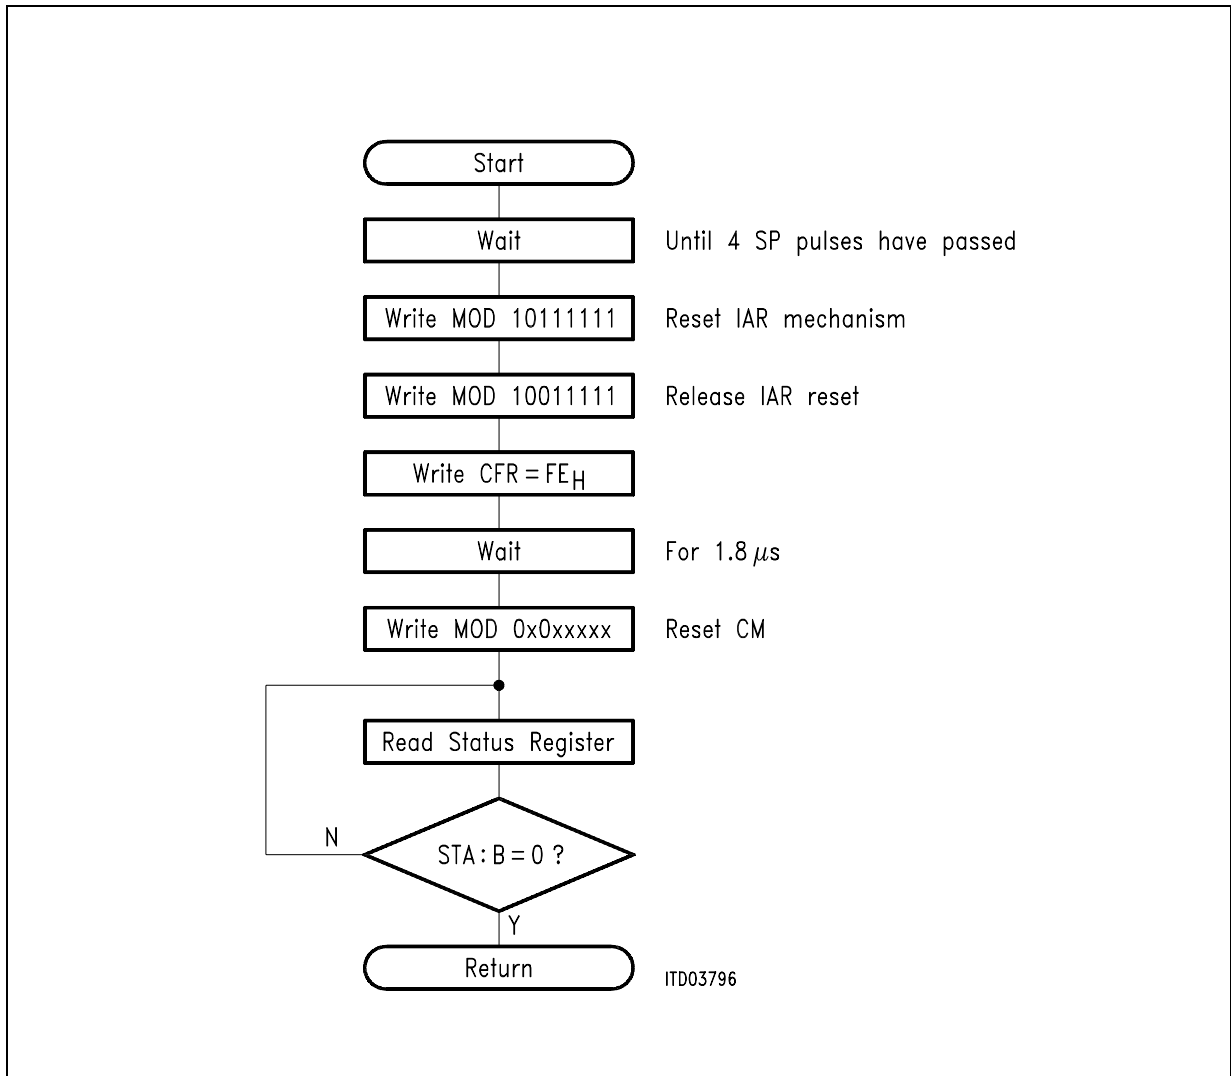 Start
Wait
Until 4 SP pulses have passed
Write MOD 10111111
Reset IAR mechanism
Write MOD 10011111
Release IAR reset
Write CFR=FEH
Wait
For 1.8 µs
Write MOD 0x0xxxxx
Reset CM
Read Status Register
N
STA:B=0 ?
Y
Return
ITD03796